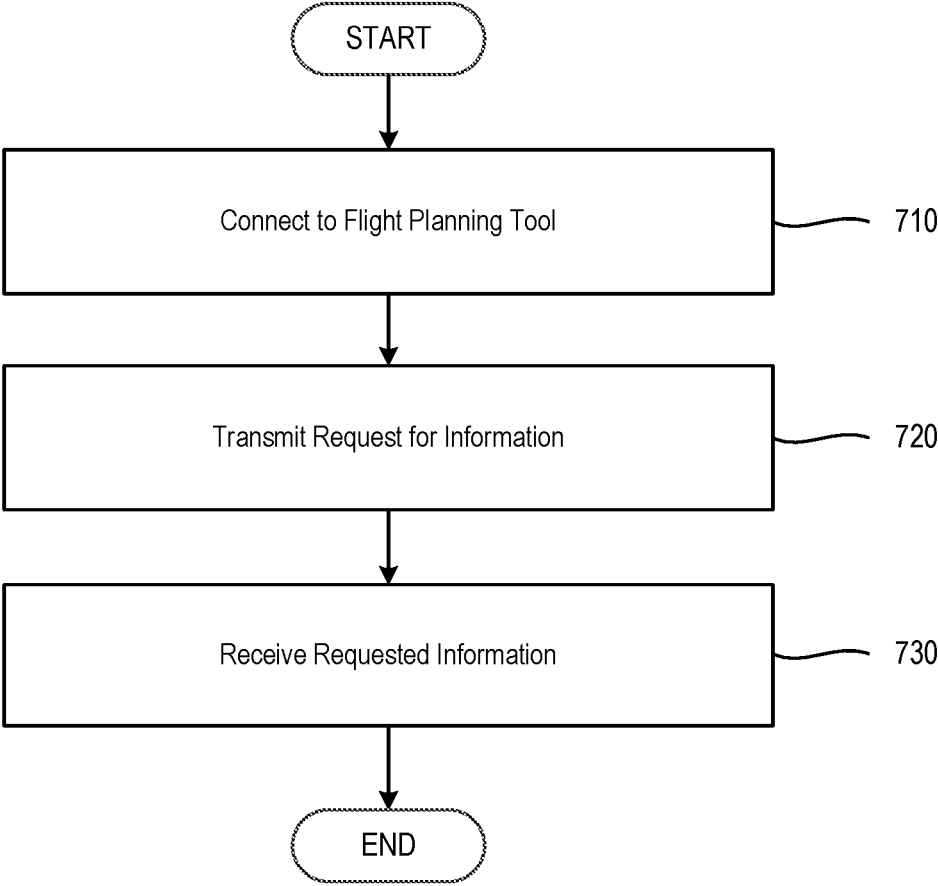 START
Connect to Flight Planning Tool
710
Transmit Request for Information
720
Receive Requested Information
730
END